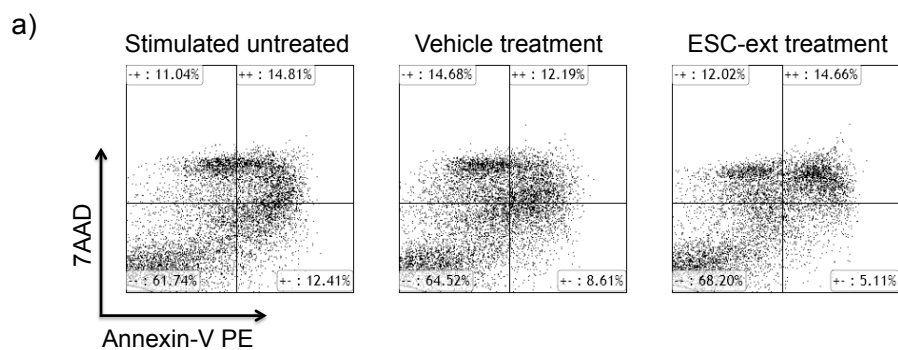 a)
Stimulated untreated
Vehicle treatment
ESC-ext treatment
-+ : 11.04%
++ : 14.81%
-+ : 14.68%
++ : 12.19%
-+ : 12.02%
++ : 14.66%
7AAD
-- : 61.74%
+- : 12.41%
-- : 64.52%
+- : 8.61%
-- : 68.20%
+- : 5.11%
Annexin-V PE